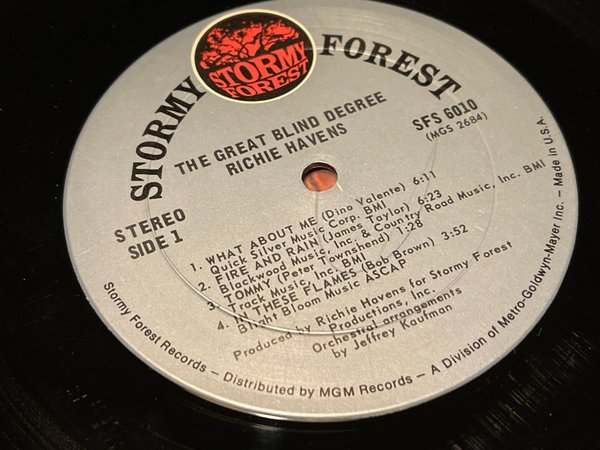 STORMY FOREST
STORMY
FOREST
THE GREAT BLIND DEGREE
RICHIE HAVENS
SFS 6010
(MGS 2684)
STEREO
SIDE 1
1. WHAT ABOUT ME (Dino Valente) 6:11
Quick Silver Music Corp. BMI
2. FIRE AND RAIN (James Taylor) 6:23
Blackwood Music, Inc. & Country Road Music, Inc. BMI
3. TOMMY (Peter Townshend) 1:28
Track Music, Inc. BMI
4. IN THESE FLAMES (Bob Brown) 3:52
Bright Bloom Music ASCAP
Produced by Richie Havens for Stormy Forest
Productions, Inc.
Orchestral arrangements
by Jeffrey Kaufman
Stormy Forest Records – Distributed by MGM Records – A Division of Metro-Goldwyn-Mayer Inc. – Made in U.S.A.